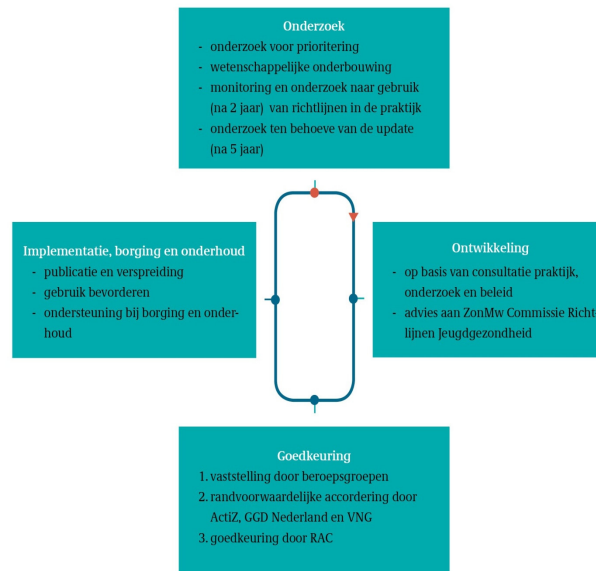 Onderzoek
- onderzoek voor prioritering
- wetenschappelijke onderbouwing
- monitoring en onderzoek naar gebruik
(na 2 jaar) van richtlijnen in de praktijk
- onderzoek ten behoeve van de update
(na 5 jaar)
Implementatie, borging en onderhoud
- publicatie en verspreiding
- gebruik bevorderen
- ondersteuning bij borging en onder-
houd
Ontwikkeling
- op basis van consultatie praktijk,
onderzoek en beleid
- advies aan ZonMw Commissie Richt-
lijnen Jeugdgezondheid
Goedkeuring
1. vaststelling door beroepsgroepen
2. randvoorwaardelijke accordering door
ActiZ, GGD Nederland en VNG
3. goedkeuring door RAC